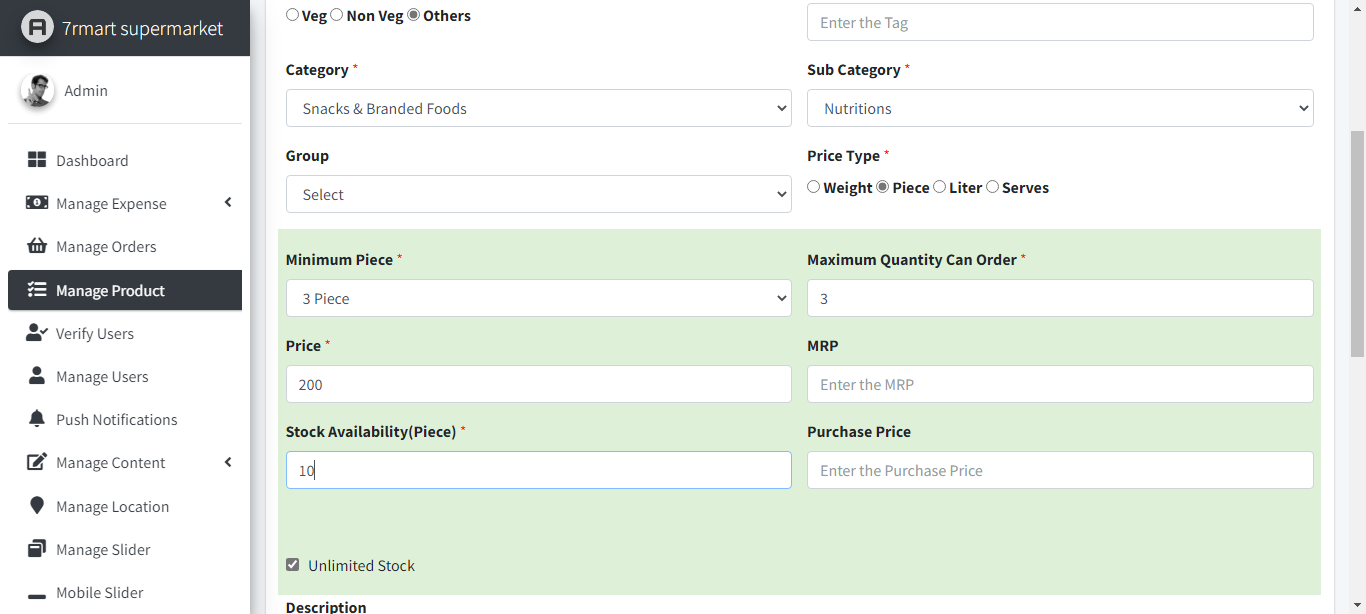 7rmart supermarket
Admin
Dashboard
Manage Expense
Manage Orders
Manage Product
Verify Users
Manage Users
Push Notifications
Manage Content
Manage Location
Manage Slider
Mobile Slider
Veg Non Veg Others
Enter the Tag
Category *
Sub Category *
Snacks & Branded Foods
Nutritions
Group
Price Type *
Select
Weight Piece Liter Serves
Minimum Piece *
Maximum Quantity Can Order *
3 Piece
3
Price *
MRP
200
Enter the MRP
Stock Availability(Piece) *
Purchase Price
10
Enter the Purchase Price
Unlimited Stock
Description